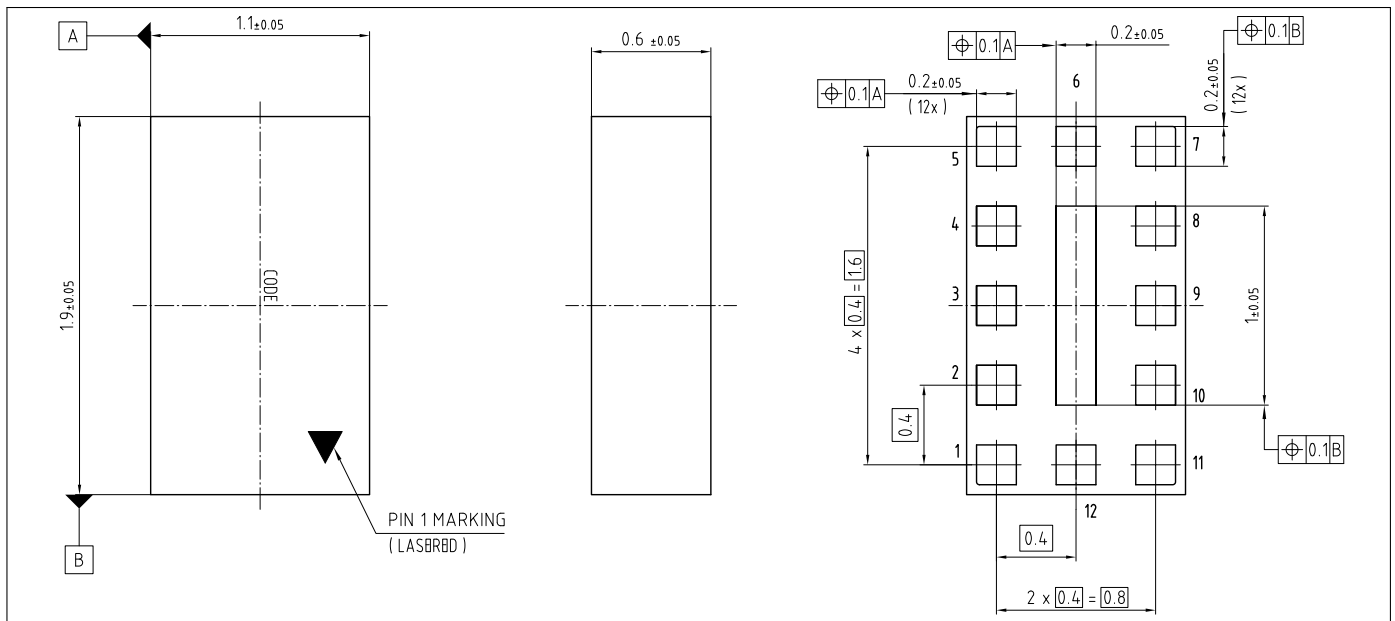 A
1.1±0.05
1.9±0.05
CODE
PIN 1 MARKING
( LASBRBD )
B
0.6 ±0.05
⌖ 0.1 A
0.2±0.05
⌖ 0.1 B
⌖ 0.1 A
0.2±0.05
( 12x )
6
0.2±0.05
( 12x )
5
7
4
8
3
9
2
10
1
11
12
4 x 0.4 = 1.6
0.4
1±0.05
⌖ 0.1 B
0.4
2 x 0.4 = 0.8